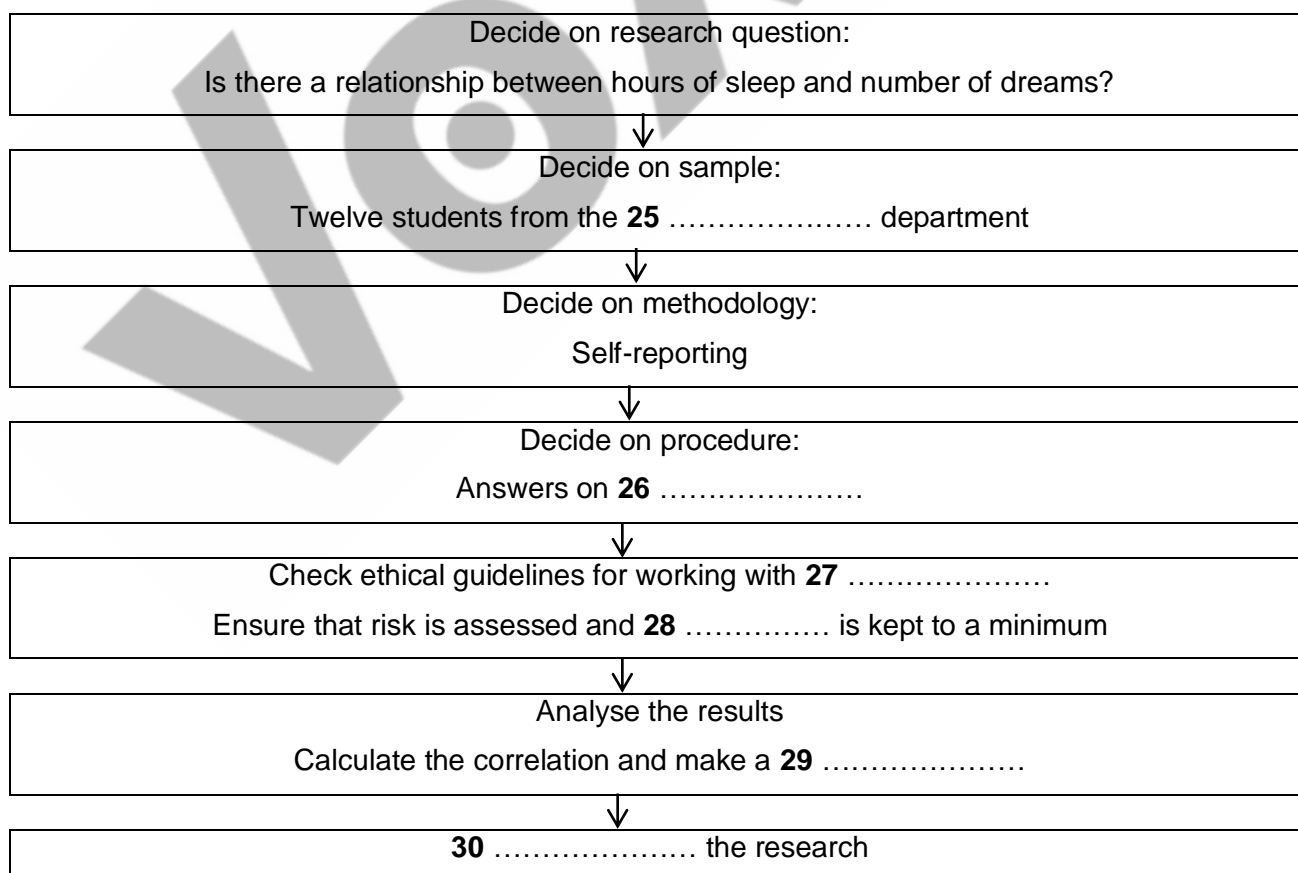 Decide on research question:
Is there a relationship between hours of sleep and number of dreams?
Decide on sample:
Twelve students from the 25 ………………… department
Decide on methodology:
Self-reporting
Decide on procedure:
Answers on 26 …………………
Check ethical guidelines for working with 27 …………………
Ensure that risk is assessed and 28 …………… is kept to a minimum
Analyse the results
Calculate the correlation and make a 29 …………………
30 ………………… the research